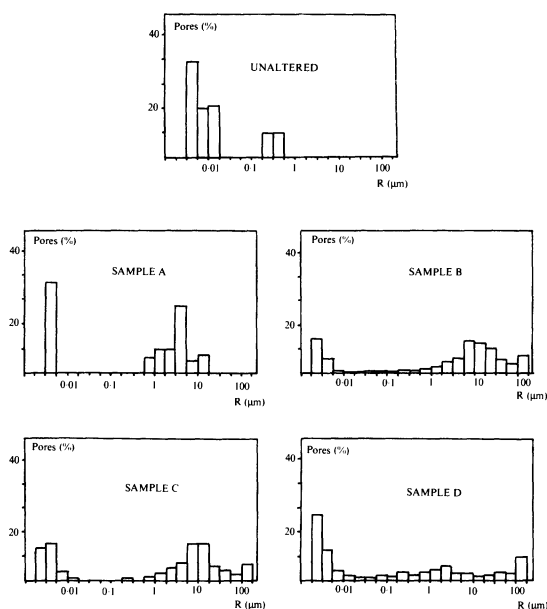 Pores (%)
40
UNALTERED
20
0·01 0·1 1 10 100
R (μm)
Pores (%)
40
SAMPLE A
20
0·01 0·1 1 10 100
R (μm)
Pores (%)
40
SAMPLE B
20
0·01 0·1 1 10 100
R (μm)
Pores (%)
40
SAMPLE C
20
0·01 0·1 1 10 100
R (μm)
Pores (%)
40
SAMPLE D
20
0·01 0·1 1 10 100
R (μm)